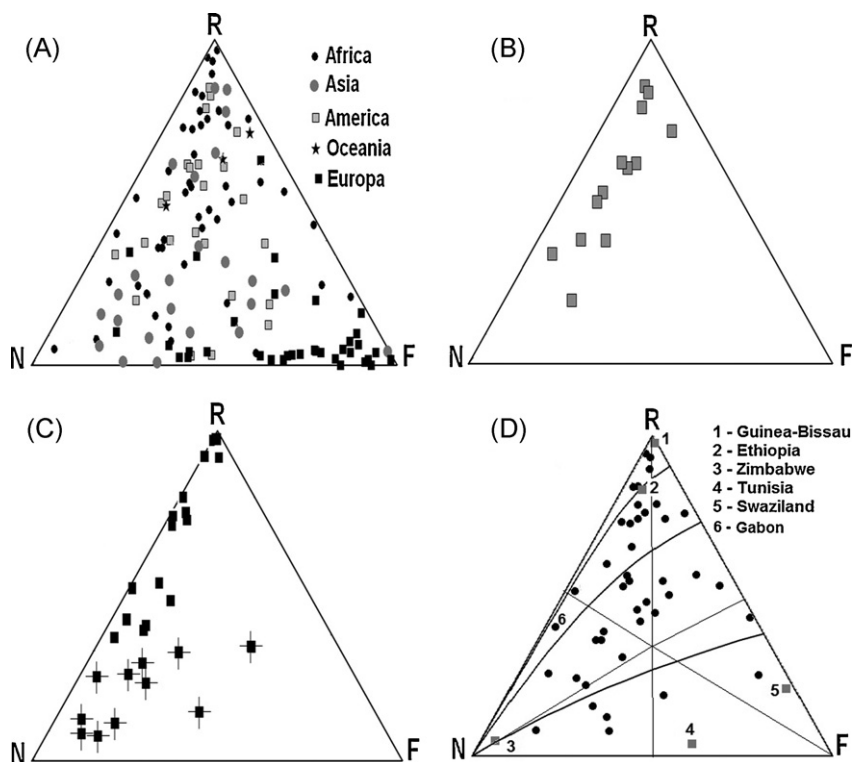 (A)
R
Africa
Asia
America
Oceania
Europa
N
F
(B)
R
N
F
(C)
R
N
F
(D)
R
1
1 - Guinea-Bissau
2 - Ethiopia
3 - Zimbabwe
4 - Tunisia
5 - Swaziland
6 - Gabon
2
6
5
4
3
N
F